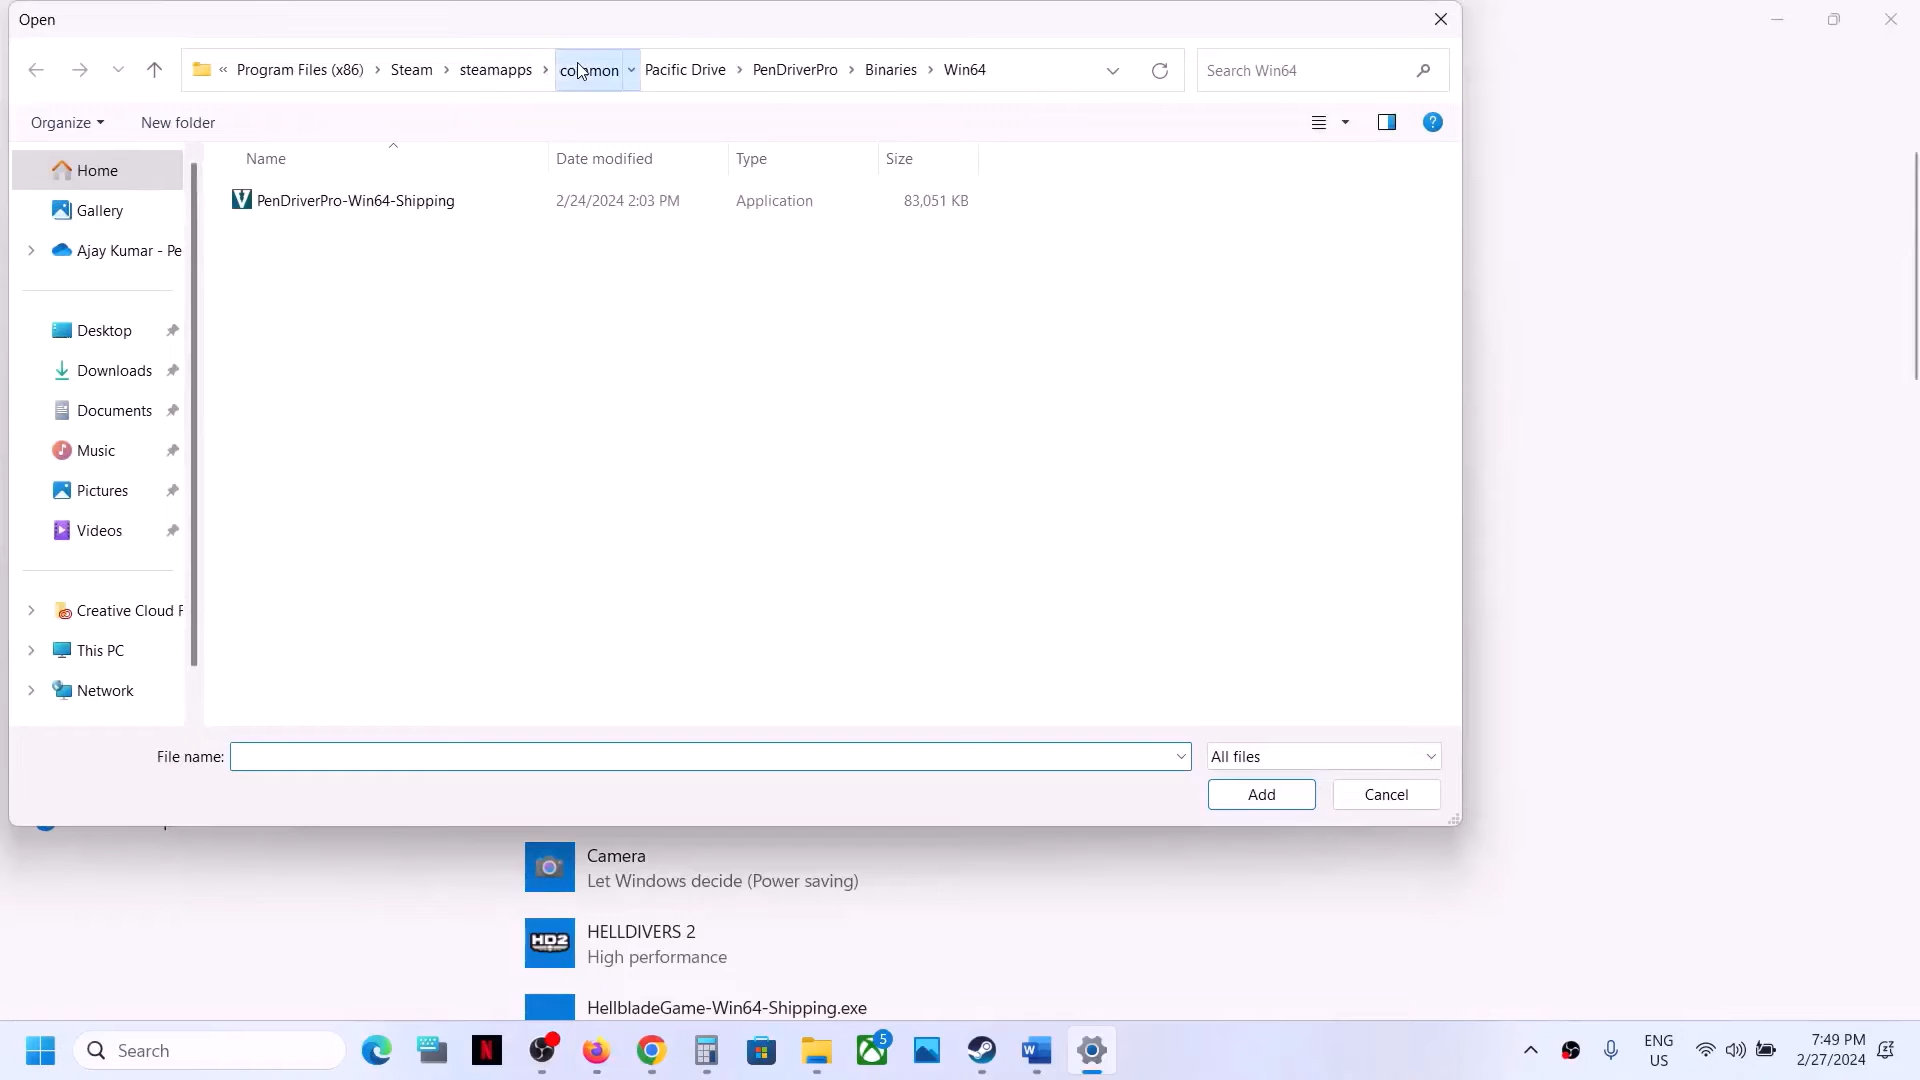 Open
« Program Files (x86) > Steam > steamapps > common Pacific Drive > PenDriverPro > Binaries > Win64
Search Win64
Organize
New folder
Name
Date modified
Type
Size
PenDriverPro-Win64-Shipping
2/24/2024 2:03 PM
Application
83,051 KB
Home
Gallery
Ajay Kumar - Pe
Desktop
Downloads
Documents
Music
Pictures
Videos
Creative Cloud F
This PC
Network
File name:
All files
Add
Cancel
Camera
Let Windows decide (Power saving)
HD2
HELLDIVERS 2
High performance
HellbladeGame-Win64-Shipping.exe
Search
5
ENG
US
7:49 PM
2/27/2024